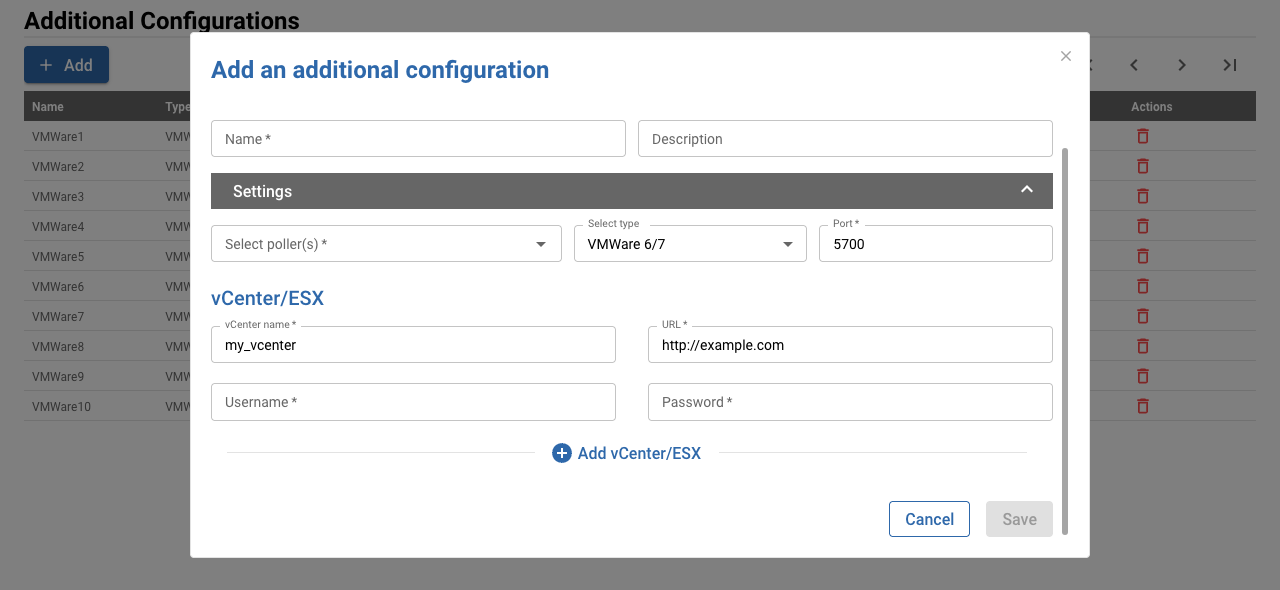 Additional Configurations
Add
Add an additional configuration
Name Type Actions
Name * Description
VMWare1 VMW
VMWare2 VMW
VMWare3 VMW
Settings
VMWare4 VMW
Select type Port *
Select poller(s) * VMWare 6/7 5700
VMWare5 VMW
VMWare6 VMW
vCenter/ESX
VMWare7 VMW
vCenter name * URL *
my_vcenter http://example.com
VMWare8 VMW
VMWare9 VMW
Username * Password *
VMWare10 VMW
Add vCenter/ESX
Cancel Save